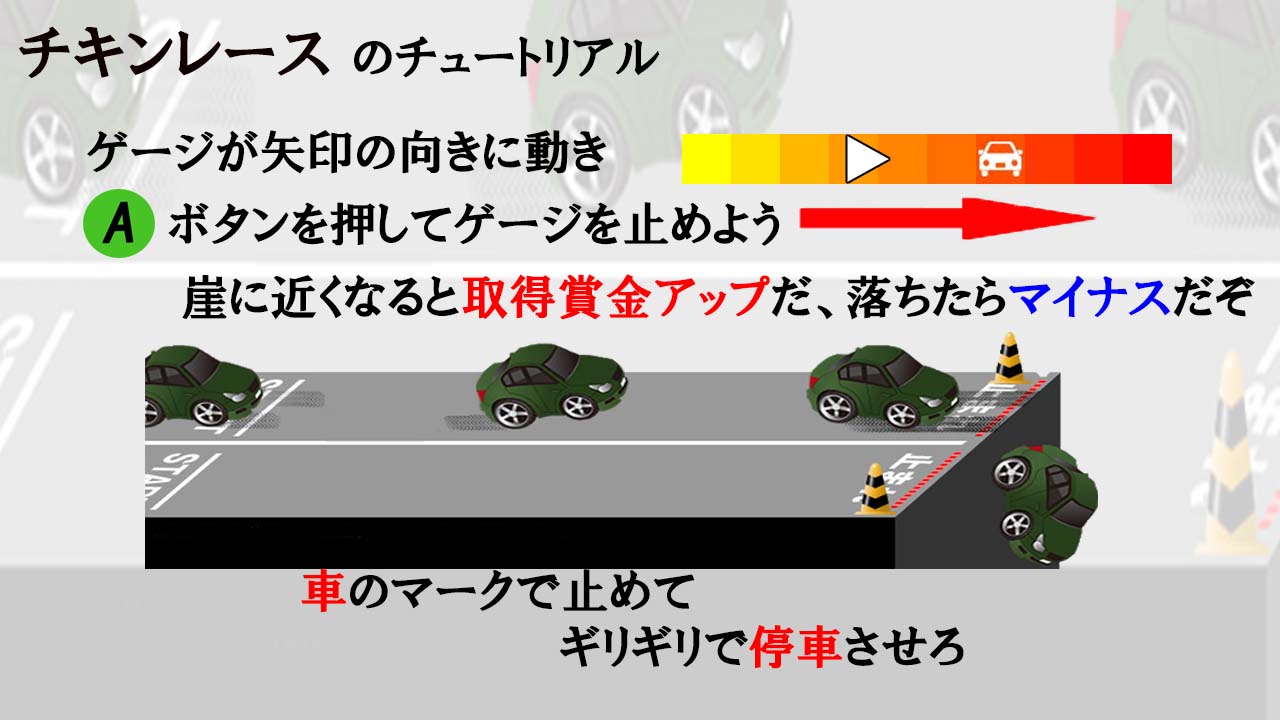 チキンレース のチュートリアル
ゲージが矢印の向きに動き
A ボタンを押してゲージを止めよう
崖に近くなると取得賞金アップだ、落ちたらマイナスだぞ
START
車のマークで止めて
ギリギリで停車させろ